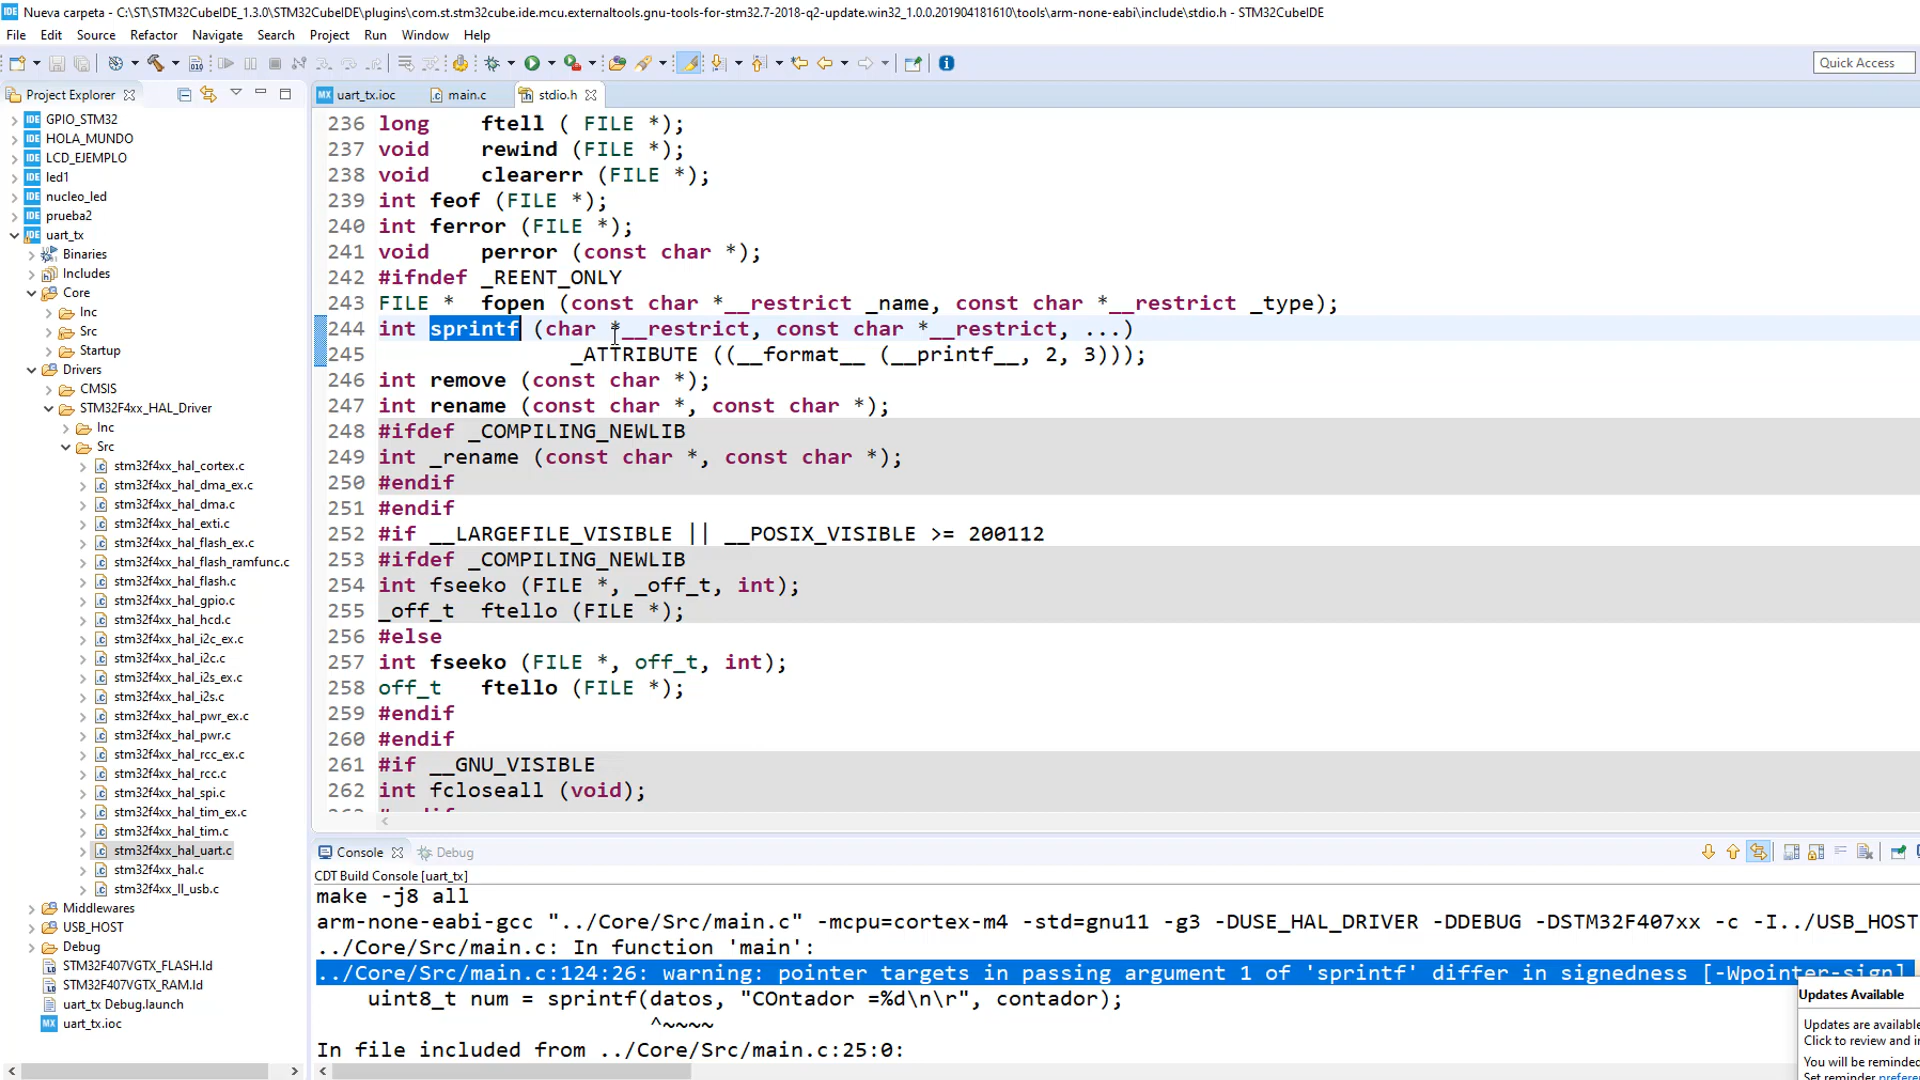 Nueva carpeta - C:\ST\STM32CubeIDE_1.3.0\STM32CubeIDE\plugins\com.st.stm32cube.ide.mcu.externaltools.gnu-tools-for-stm32.7-2018-q2-update.win32_1.0.0.201904181610\tools\arm-none-eabi\include\stdio.h - STM32CubeIDE
File Edit Source Refactor Navigate Search Project Run Window Help
Quick Access
Project Explorer
GPIO_STM32
HOLA_MUNDO
LCD_EJEMPLO
led1
nucleo_led
prueba2
uart_tx
Binaries
Includes
Core
Inc
Src
Startup
Drivers
CMSIS
STM32F4xx_HAL_Driver
Inc
Src
stm32f4xx_hal_cortex.c
stm32f4xx_hal_dma_ex.c
stm32f4xx_hal_dma.c
stm32f4xx_hal_exti.c
stm32f4xx_hal_flash_ex.c
stm32f4xx_hal_flash_ramfunc.c
stm32f4xx_hal_flash.c
stm32f4xx_hal_gpio.c
stm32f4xx_hal_hcd.c
stm32f4xx_hal_i2c_ex.c
stm32f4xx_hal_i2c.c
stm32f4xx_hal_i2s_ex.c
stm32f4xx_hal_i2s.c
stm32f4xx_hal_pwr_ex.c
stm32f4xx_hal_pwr.c
stm32f4xx_hal_rcc_ex.c
stm32f4xx_hal_rcc.c
stm32f4xx_hal_spi.c
stm32f4xx_hal_tim_ex.c
stm32f4xx_hal_tim.c
stm32f4xx_hal_uart.c
stm32f4xx_hal.c
stm32f4xx_ll_usb.c
Middlewares
USB_HOST
Debug
STM32F407VGTX_FLASH.ld
STM32F407VGTX_RAM.ld
uart_tx Debug.launch
uart_tx.ioc
uart_tx.ioc main.c stdio.h
236 long    ftell ( FILE *);
237 void    rewind (FILE *);
238 void    clearerr (FILE *);
239 int feof (FILE *);
240 int ferror (FILE *);
241 void    perror (const char *);
242 #ifndef _REENT_ONLY
243 FILE *  fopen (const char *__restrict _name, const char *__restrict _type);
244 int sprintf (char *__restrict, const char *__restrict, ...)
245                _ATTRIBUTE ((__format__ (__printf__, 2, 3)));
246 int remove (const char *);
247 int rename (const char *, const char *);
248 #ifdef _COMPILING_NEWLIB
249 int _rename (const char *, const char *);
250 #endif
251 #endif
252 #if __LARGEFILE_VISIBLE || __POSIX_VISIBLE >= 200112
253 #ifdef _COMPILING_NEWLIB
254 int fseeko (FILE *, _off_t, int);
255 _off_t  ftello (FILE *);
256 #else
257 int fseeko (FILE *, off_t, int);
258 off_t   ftello (FILE *);
259 #endif
260 #endif
261 #if __GNU_VISIBLE
262 int fcloseall (void);
Console Debug
CDT Build Console [uart_tx]
make -j8 all
arm-none-eabi-gcc "../Core/Src/main.c" -mcpu=cortex-m4 -std=gnu11 -g3 -DUSE_HAL_DRIVER -DDEBUG -DSTM32F407xx -c -I../USB_HOST
../Core/Src/main.c: In function 'main':
../Core/Src/main.c:124:26: warning: pointer targets in passing argument 1 of 'sprintf' differ in signedness [-Wpointer-sign]
uint8_t num = sprintf(datos, "COntador =%d\n\r", contador);
^~~~~
In file included from ../Core/Src/main.c:25:0:
Updates Available
Updates are available
Click to review and in
You will be reminded
Set reminder prefere